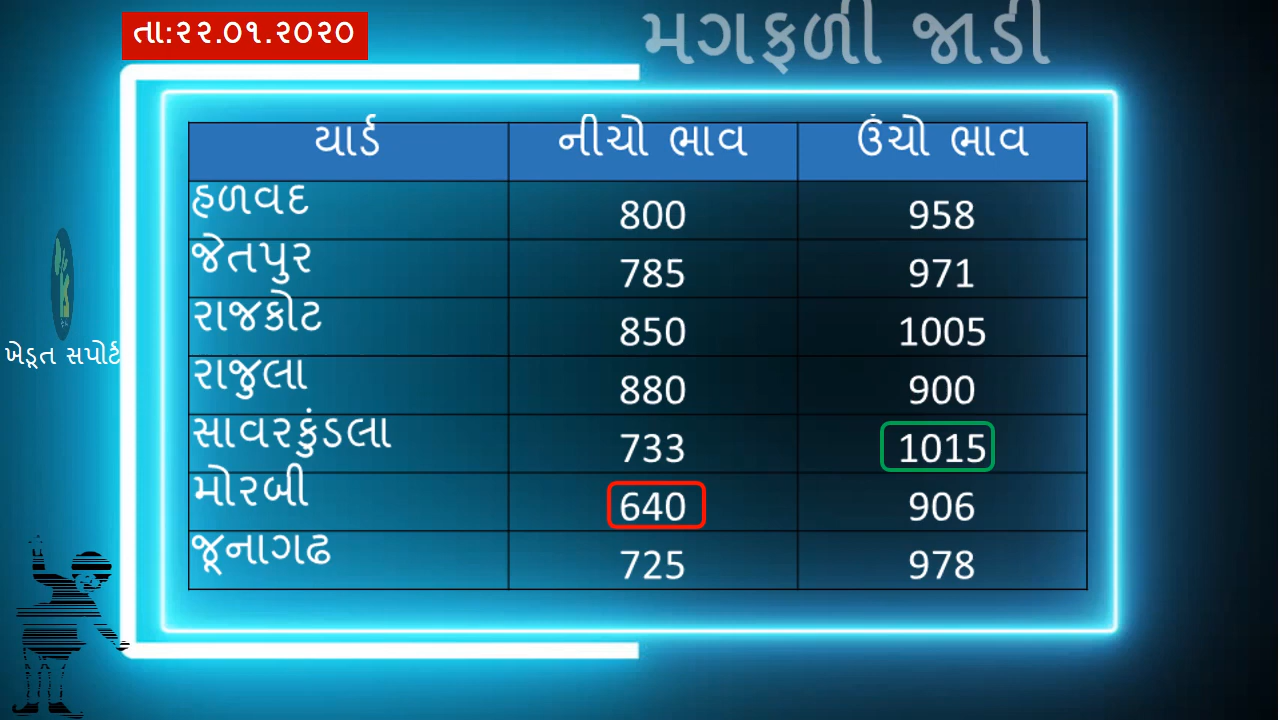 તા:૨૨.૦૧.૨૦૨૦
મગફળી જાડી
યાર્ડ નીચો ભાવ ઉંચો ભાવ
હળવદ 800 958
જેતપુર 785 971
રાજકોટ 850 1005
રાજુલા 880 900
સાવરકુંડલા 733 1015
મોરબી 640 906
જૂનાગઢ 725 978
ખેડૂત સપોર્ટ